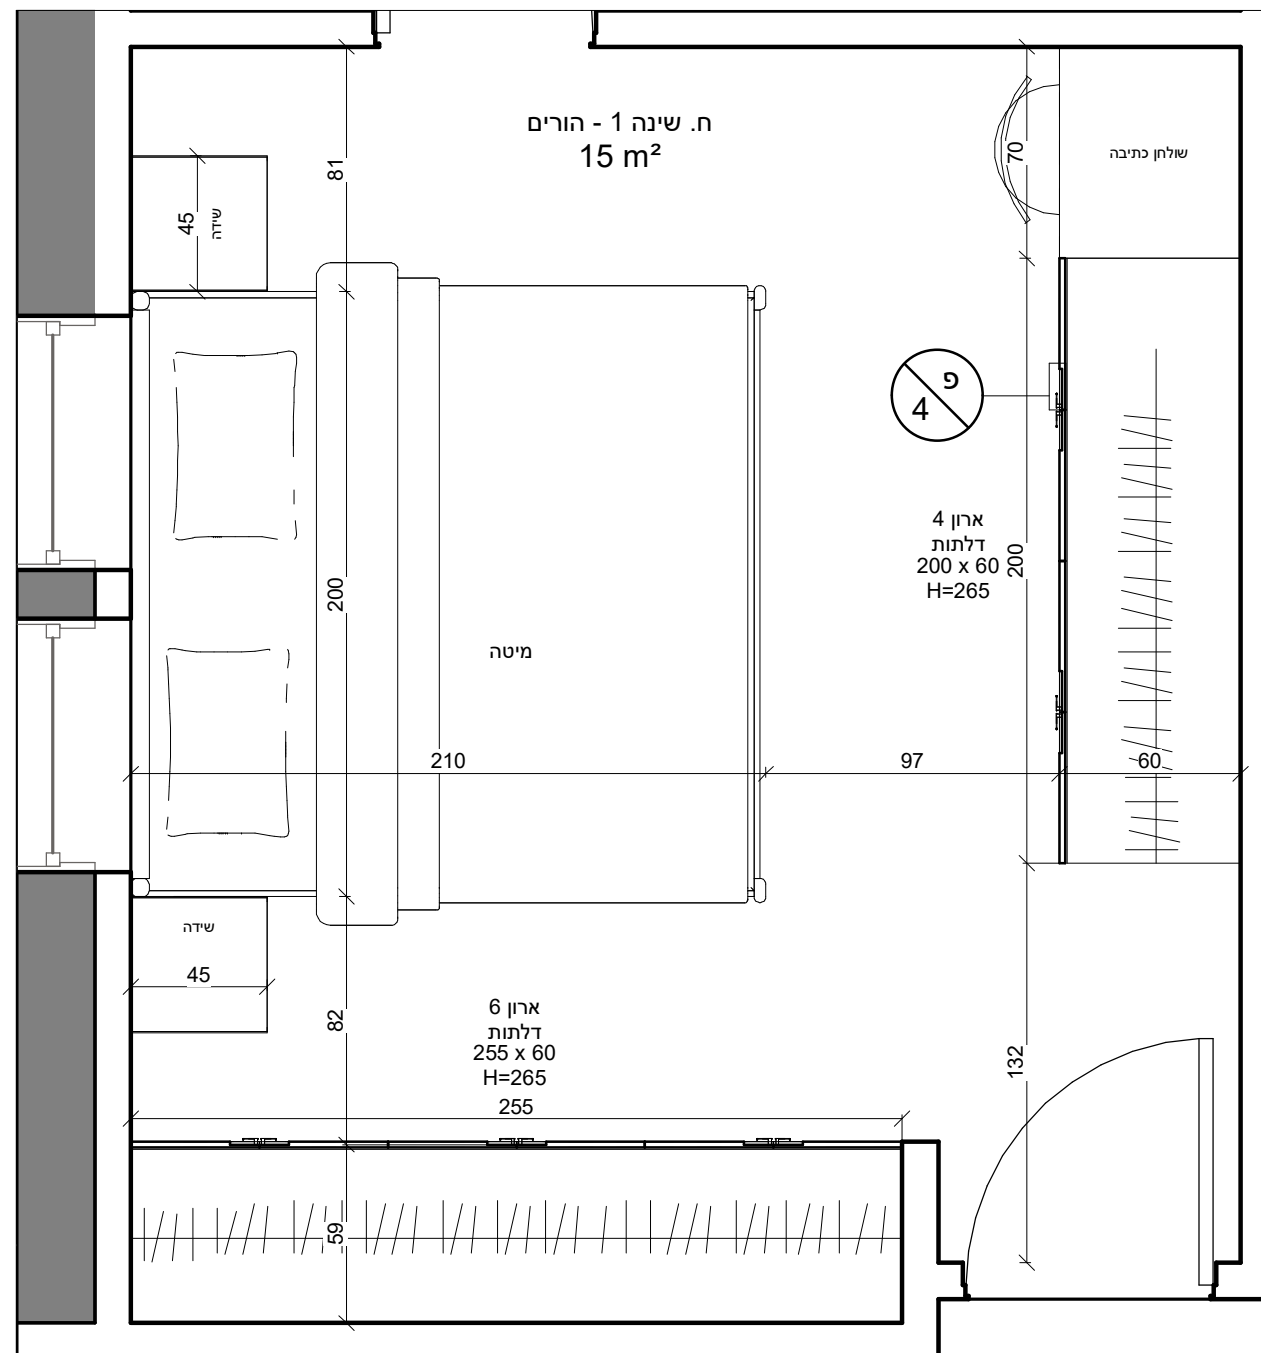 ח. שינה 1 - הורים
15 m²
81
70
שולחן כתיבה
45
שידה
פ
4
ארון 4
דלתות
200 x 60
H=265
200
200
מיטה
210
97
60
שידה
45
82
ארון 6
דלתות
255 x 60
H=265
255
132
59